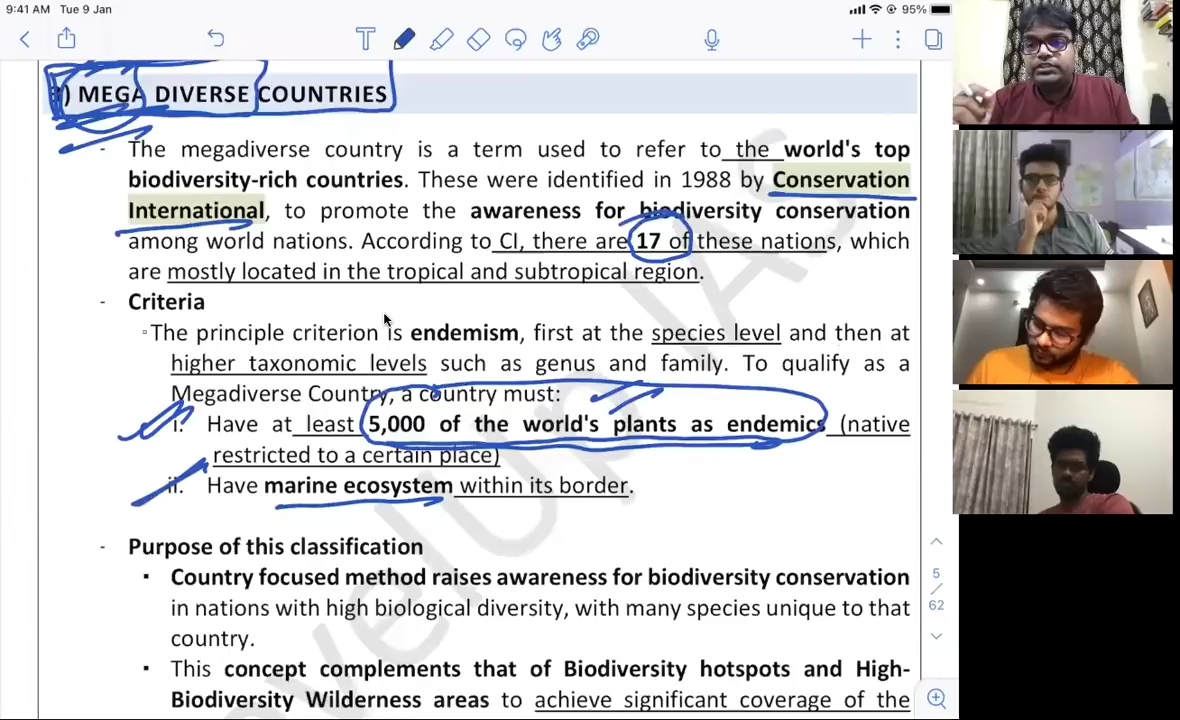 9:41 AM Tue 9 Jan
95%
) MEGA DIVERSE COUNTRIES
- The megadiverse country is a term used to refer to the world's top
biodiversity-rich countries. These were identified in 1988 by Conservation
International, to promote the awareness for biodiversity conservation
among world nations. According to CI, there are 17 of these nations, which
are mostly located in the tropical and subtropical region.
- Criteria
The principle criterion is endemism, first at the species level and then at
higher taxonomic levels such as genus and family. To qualify as a
Megadiverse Country, a country must:
i. Have at least 5,000 of the world's plants as endemics (native
restricted to a certain place)
ii. Have marine ecosystem within its border.
- Purpose of this classification
▪ Country focused method raises awareness for biodiversity conservation
in nations with high biological diversity, with many species unique to that
country.
▪ This concept complements that of Biodiversity hotspots and High-
Biodiversity Wilderness areas to achieve significant coverage of the
5
/
62